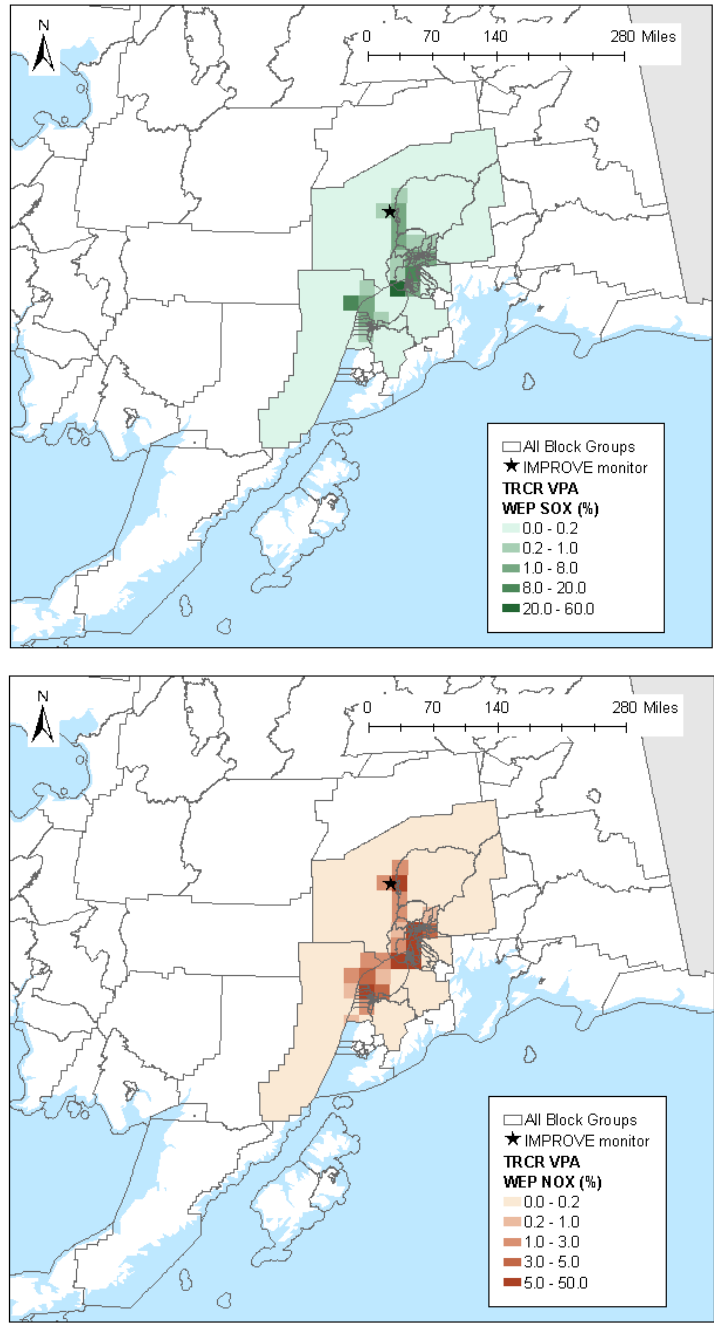 N
0 70 140 280 Miles
All Block Groups
IMPROVE monitor
TRCR VPA
WEP SOX (%)
0.0 - 0.2
0.2 - 1.0
1.0 - 8.0
8.0 - 20.0
20.0 - 60.0
N
0 70 140 280 Miles
All Block Groups
IMPROVE monitor
TRCR VPA
WEP NOX (%)
0.0 - 0.2
0.2 - 1.0
1.0 - 3.0
3.0 - 5.0
5.0 - 50.0